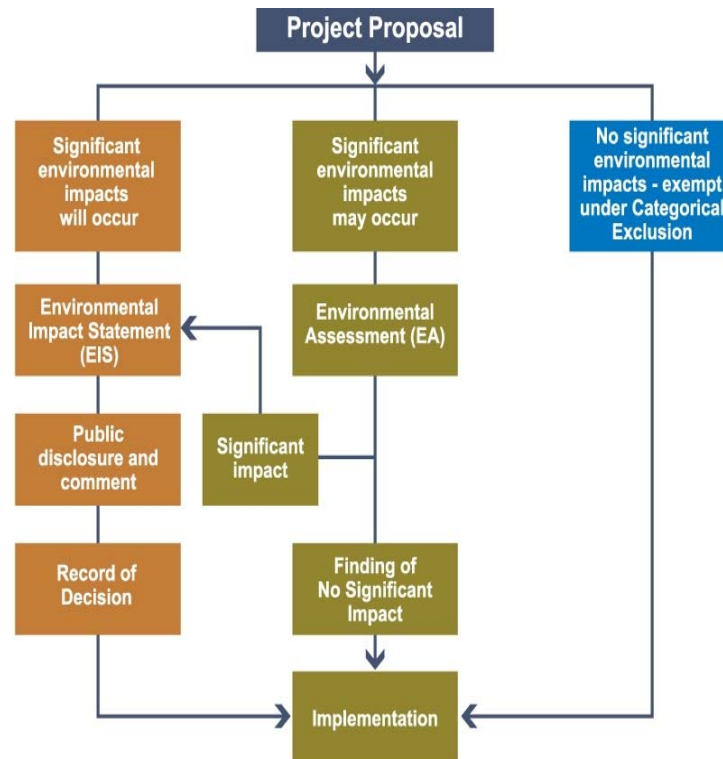 Project Proposal
Significant
environmental
impacts
will occur
Significant
environmental
impacts
may occur
No significant
environmental
impacts - exempt
under Categorical
Exclusion
Environmental
Impact Statement
(EIS)
Environmental
Assessment (EA)
Public
disclosure and
comment
Significant
impact
Record of
Decision
Finding of
No Significant
Impact
Implementation